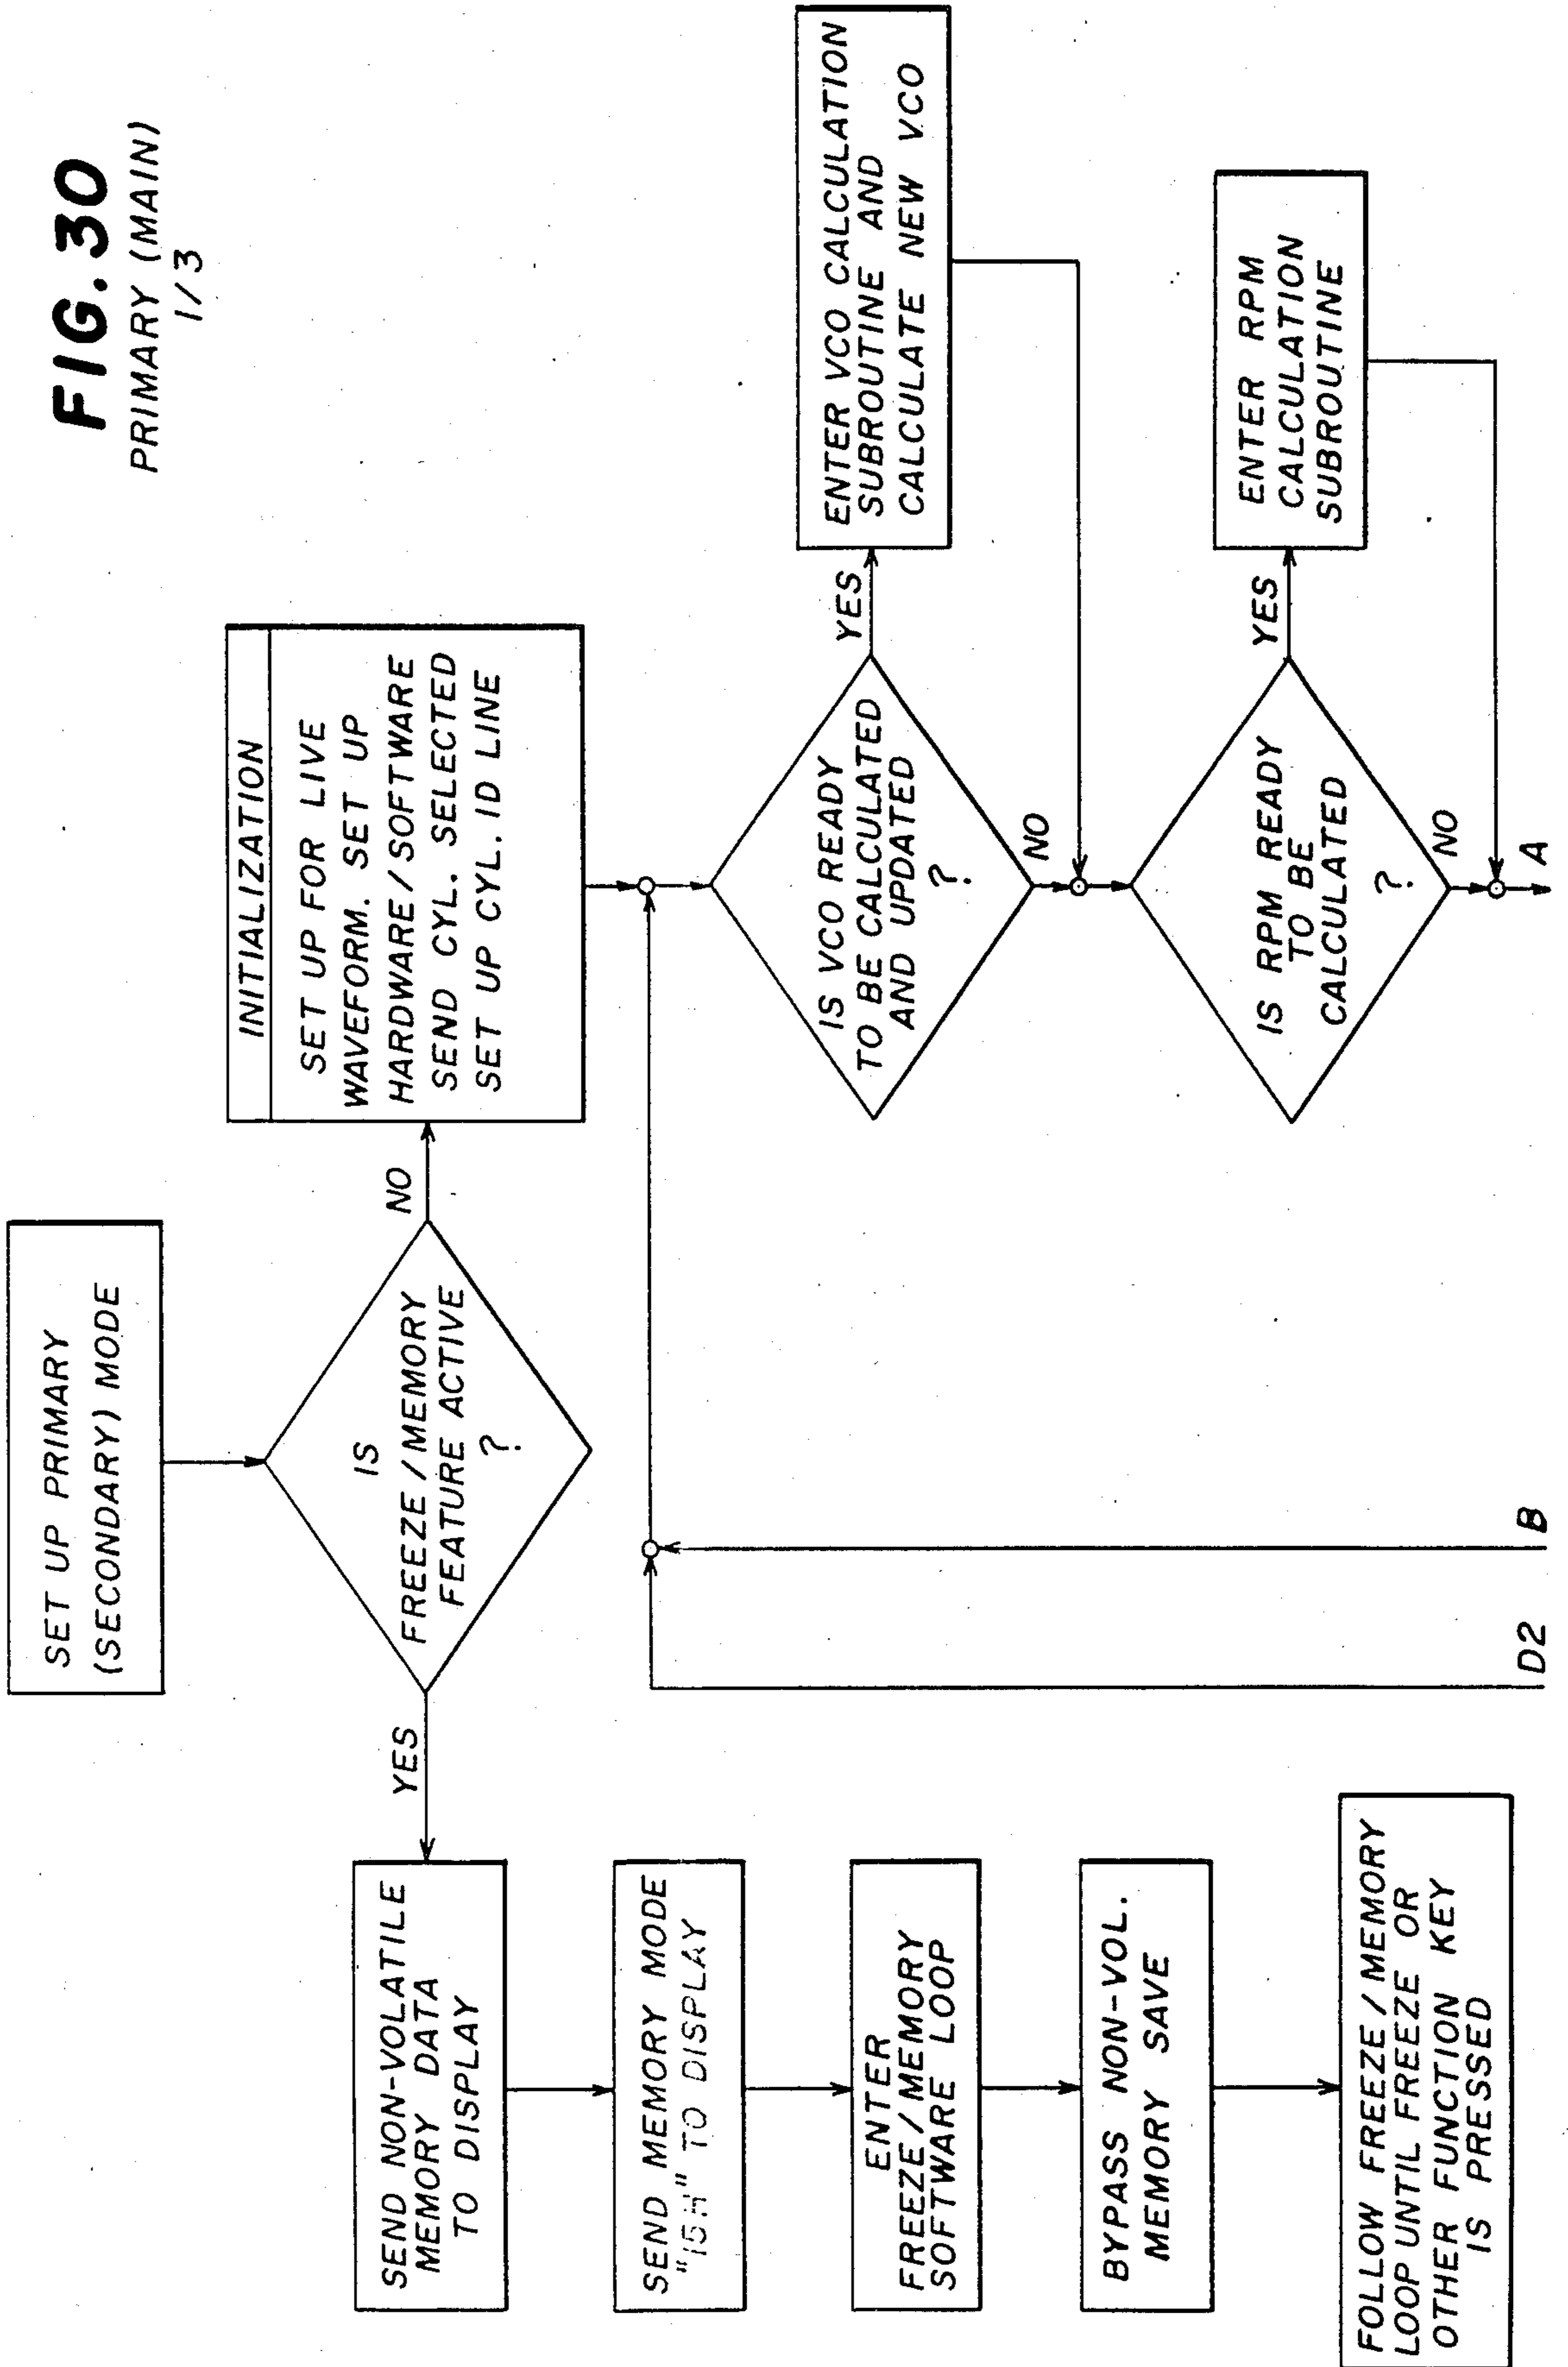 FIG. 30
PRIMARY (MAIN)
1/3
SET UP PRIMARY
(SECONDARY) MODE
IS
FREEZE/MEMORY
FEATURE ACTIVE
?
YES
NO
SEND NON-VOLATILE
MEMORY DATA
TO DISPLAY
SEND MEMORY MODE
TO DISPLAY
ENTER
FREEZE/MEMORY
SOFTWARE LOOP
BYPASS NON-VOL.
MEMORY SAVE
FOLLOW FREEZE/MEMORY
LOOP UNTIL FREEZE OR
OTHER FUNCTION KEY
IS PRESSED
INITIALIZATION
SET UP FOR LIVE
WAVEFORM. SET UP
HARDWARE/SOFTWARE
SEND CYL. SELECTED
SET UP CYL. ID LINE
IS VCO READY
TO BE CALCULATED
AND UPDATED
?
YES
NO
ENTER VCO CALCULATION
SUBROUTINE AND
CALCULATE NEW VCO
IS RPM READY
TO BE
CALCULATED
?
YES
NO
ENTER RPM
CALCULATION
SUBROUTINE
D2
B
A